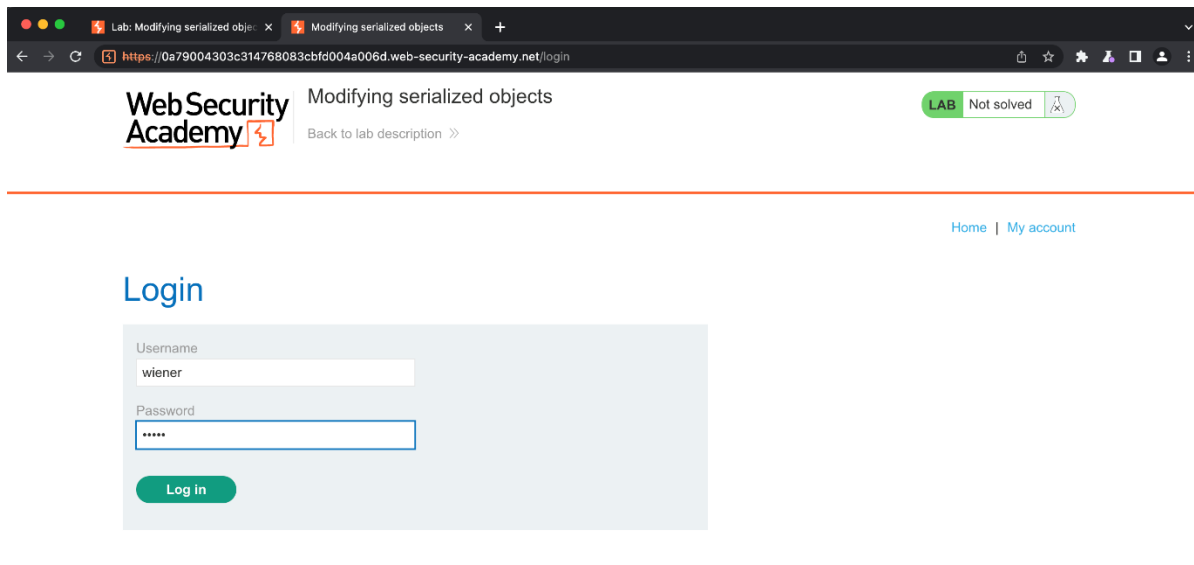 Lab: Modifying serialized objec
Modifying serialized objects
https://0a79004303c314768083cbfd004a006d.web-security-academy.net/login
Web Security
Academy
Modifying serialized objects
Back to lab description
LAB Not solved
Home | My account
Login
Username
wiener
Password
•••••
Log in